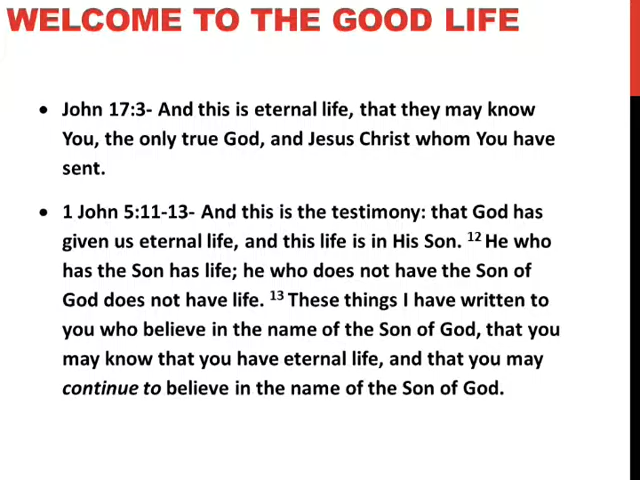 WELCOME TO THE GOOD LIFE
• John 17:3- And this is eternal life, that they may know
You, the only true God, and Jesus Christ whom You have
sent.
• 1 John 5:11-13- And this is the testimony: that God has
given us eternal life, and this life is in His Son. 12 He who
has the Son has life; he who does not have the Son of
God does not have life. 13 These things I have written to
you who believe in the name of the Son of God, that you
may know that you have eternal life, and that you may
continue to believe in the name of the Son of God.